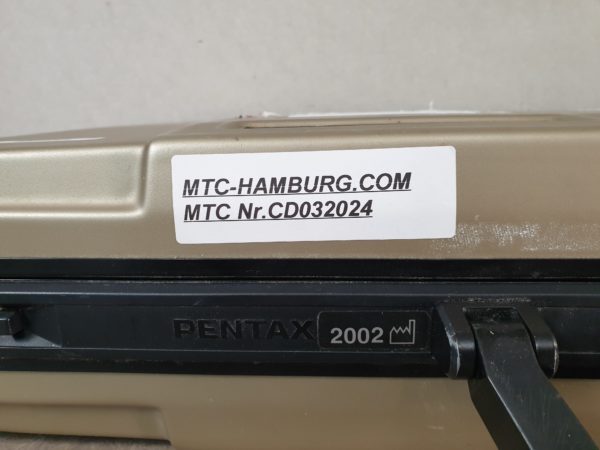 MTC-HAMBURG.COM
MTC Nr.CD032024
PENTAX 2002